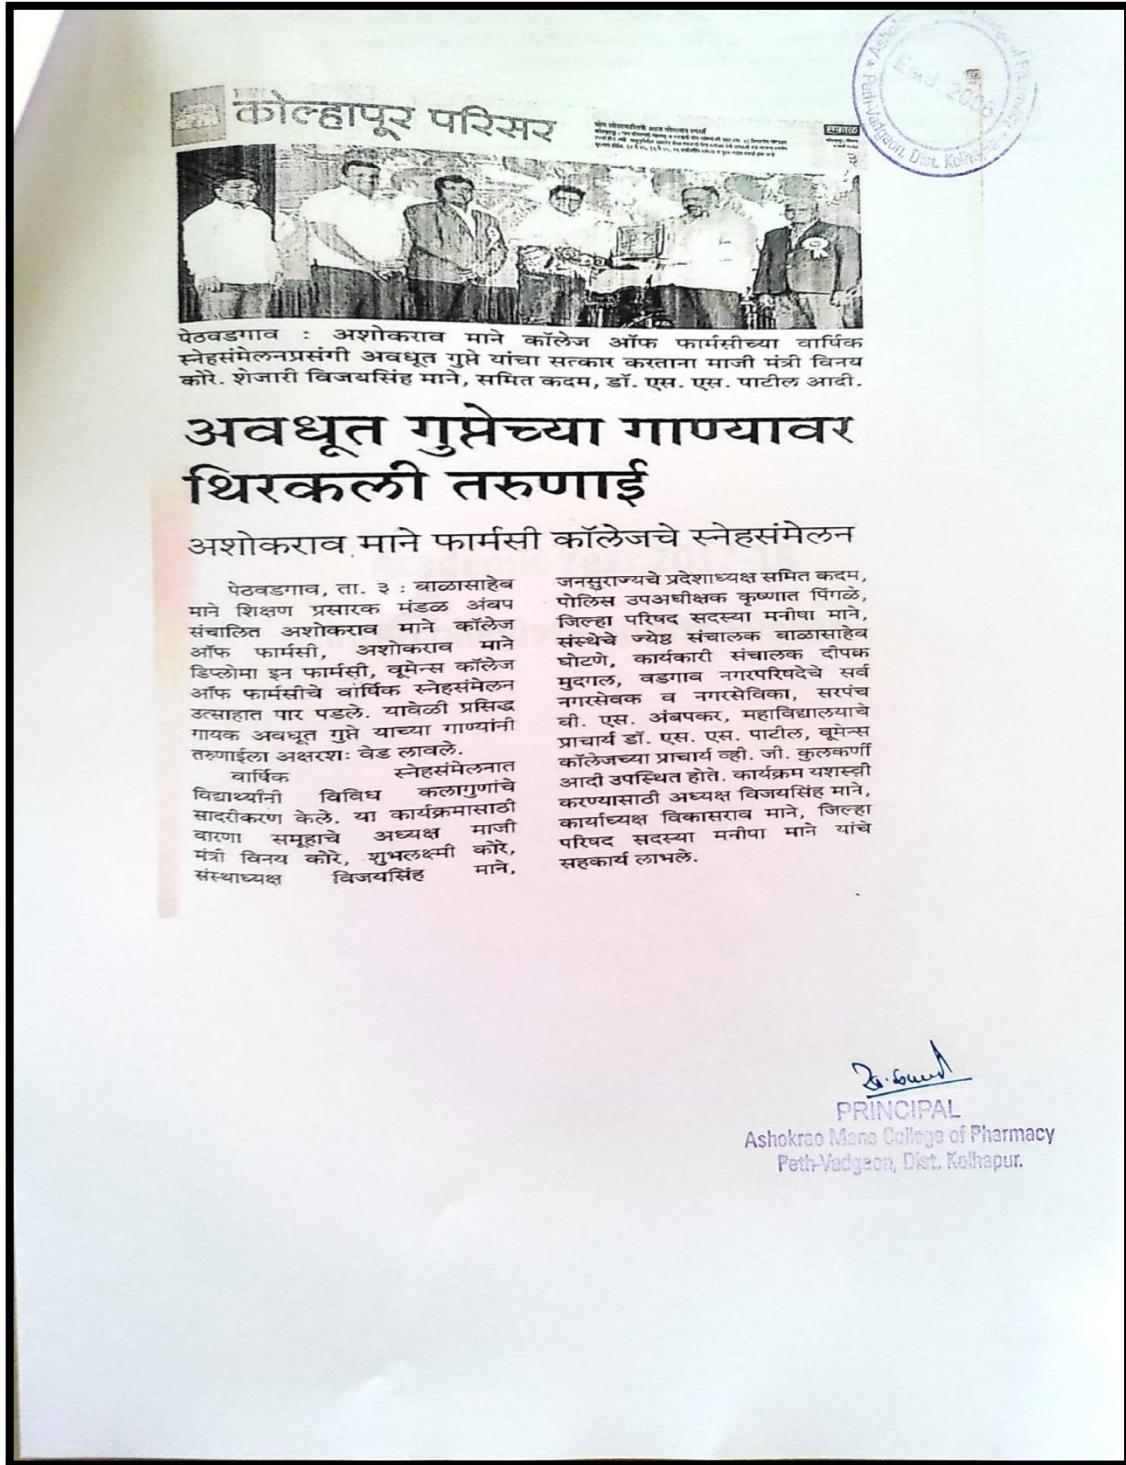 कोल्हापूर परिसर
सकाळ
३
पेठवडगाव : अशोकराव माने कॉलेज ऑफ फार्मसीच्या वार्षिक
स्नेहसंमेलनप्रसंगी अवधूत गुप्ते यांचा सत्कार करताना माजी मंत्री विनय
कोरे. शेजारी विजयसिंह माने, समित कदम, डॉ. एस. एस. पाटील आदी.
अवधूत गुप्तेच्या गाण्यावर
थिरकली तरुणाई
अशोकराव माने फार्मसी कॉलेजचे स्नेहसंमेलन
पेठवडगाव, ता. ३ : बाळासाहेब
माने शिक्षण प्रसारक मंडळ अंबप
संचालित अशोकराव माने कॉलेज
ऑफ फार्मसी, अशोकराव माने
डिप्लोमा इन फार्मसी, वूमेन्स कॉलेज
ऑफ फार्मसीचे वार्षिक स्नेहसंमेलन
उत्साहात पार पडले. यावेळी प्रसिद्ध
गायक अवधूत गुप्ते याच्या गाण्यांनी
तरुणाईला अक्षरशः वेड लावले.
वार्षिक स्नेहसंमेलनात
विद्यार्थ्यांनी विविध कलागुणांचे
सादरीकरण केले. या कार्यक्रमासाठी
वारणा समूहाचे अध्यक्ष माजी
मंत्री विनय कोरे, शुभलक्ष्मी कोरे,
संस्थाध्यक्ष विजयसिंह माने,
जनसुराज्यचे प्रदेशाध्यक्ष समित कदम,
पोलिस उपअधीक्षक कृष्णात पिंगळे,
जिल्हा परिषद सदस्या मनीषा माने,
संस्थेचे ज्येष्ठ संचालक बाळासाहेब
घोटणे, कार्यकारी संचालक दीपक
मुदगल, वडगाव नगरपरिषदेचे सर्व
नगरसेवक व नगरसेविका, सरपंच
बी. एस. अंबपकर, महाविद्यालयाचे
प्राचार्य डॉ. एस. एस. पाटील, वूमेन्स
कॉलेजच्या प्राचार्य व्ही. जी. कुलकर्णी
आदी उपस्थित होते. कार्यक्रम यशस्वी
करण्यासाठी अध्यक्ष विजयसिंह माने,
कार्याध्यक्ष विकासराव माने, जिल्हा
परिषद सदस्या मनीषा माने यांचे
सहकार्य लाभले.
PRINCIPAL
Ashokrao Mane College of Pharmacy
Peth-Vadgaon, Dist. Kolhapur.